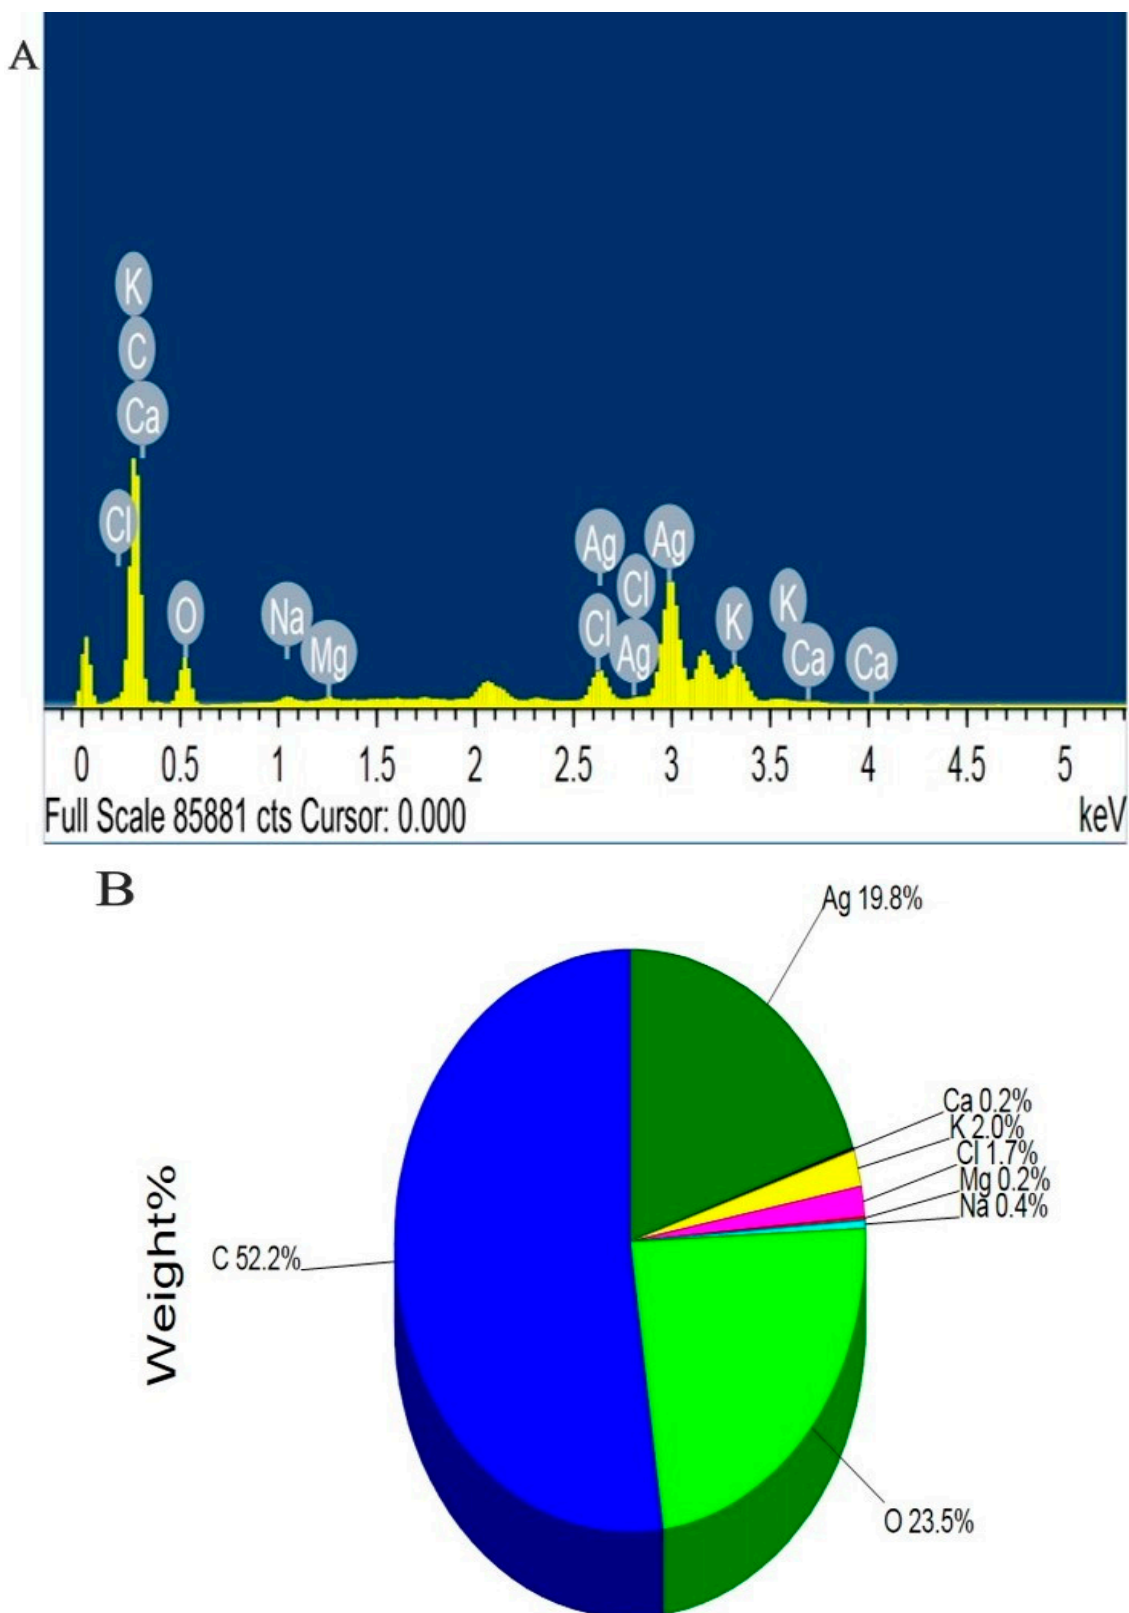 A
K
C
Ca
Cl
O
Na
Mg
Ag
Cl
Cl
Ag
Ag
K
K
Ca
Ca
0 0.5 1 1.5 2 2.5 3 3.5 4 4.5 5
Full Scale 85881 cts Cursor: 0.000 keV
B
Ag 19.8%
Ca 0.2%
K 2.0%
Cl 1.7%
Mg 0.2%
Na 0.4%
C 52.2%
Weight%
O 23.5%